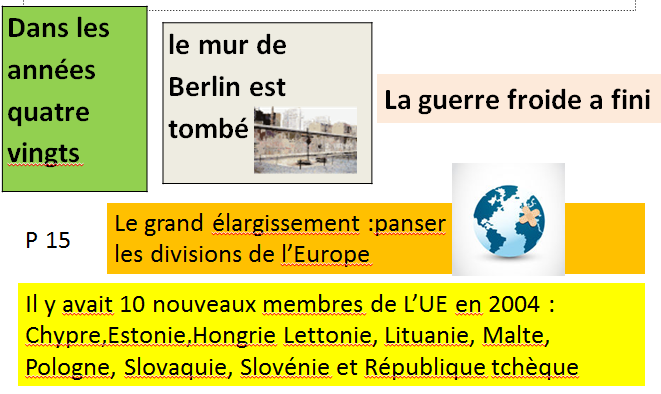 Dans les
années
quatre
vingts
le mur de
Berlin est
tombé
La guerre froide a fini
P 15
Le grand élargissement :panser
les divisions de l'Europe
Il y avait 10 nouveaux membres de L'UE en 2004 :
Chypre,Estonie,Hongrie Lettonie, Lituanie, Malte,
Pologne, Slovaquie, Slovénie et République tchèque